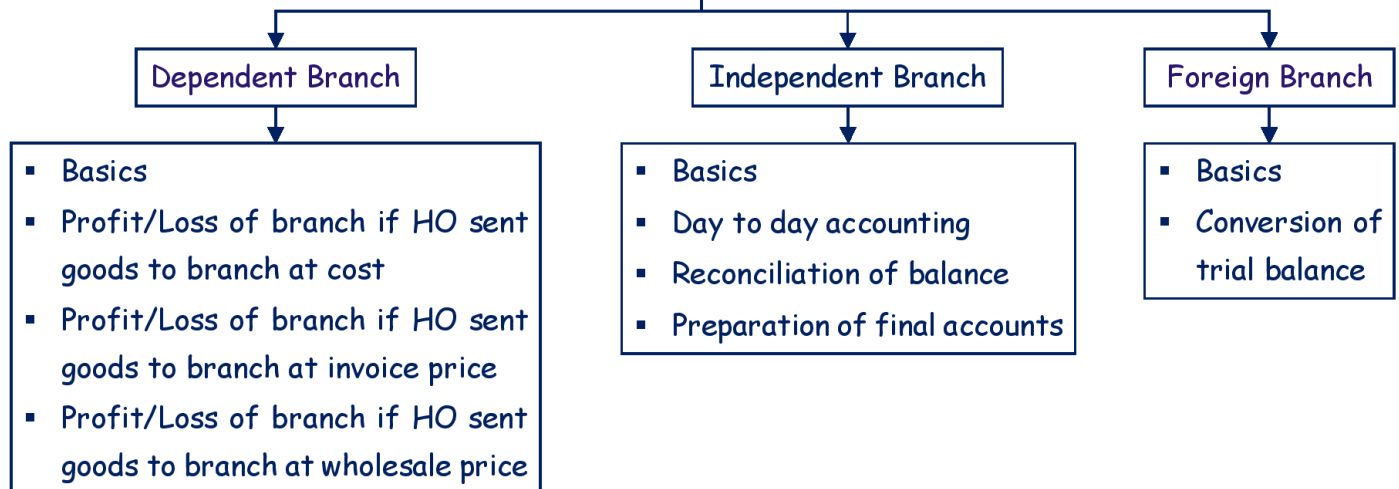 Dependent Branch
▪ Basics
▪ Profit/Loss of branch if HO sent
goods to branch at cost
▪ Profit/Loss of branch if HO sent
goods to branch at invoice price
▪ Profit/Loss of branch if HO sent
goods to branch at wholesale price
Independent Branch
▪ Basics
▪ Day to day accounting
▪ Reconciliation of balance
▪ Preparation of final accounts
Foreign Branch
▪ Basics
▪ Conversion of
trial balance